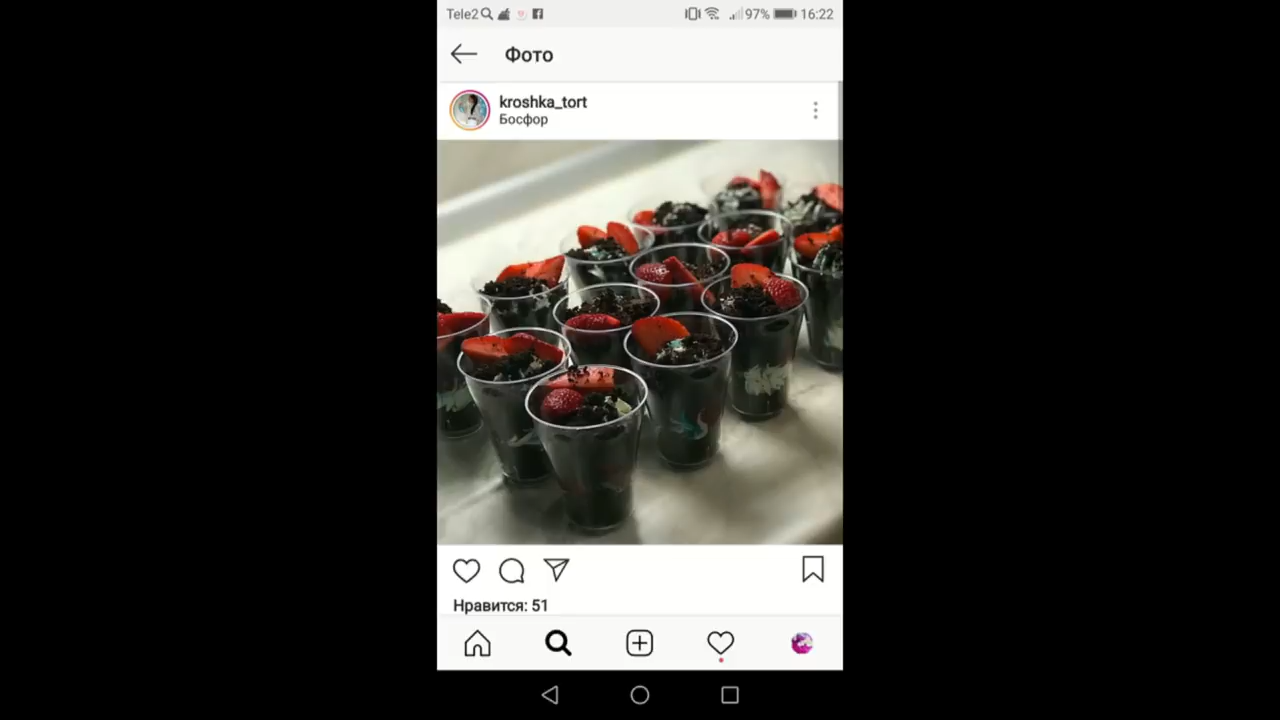 Tele2 97% 16:22
Фото
kroshka_tort
Босфор
Нравится: 51